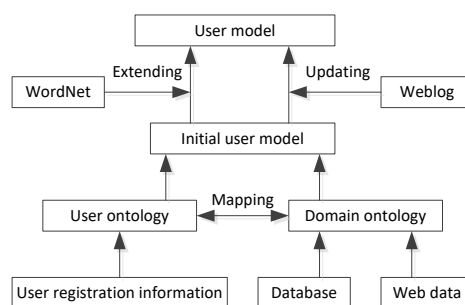 User model
Extending
Updating
WordNet
Weblog
Initial user model
Mapping
User ontology
Domain ontology
User registration information
Database
Web data